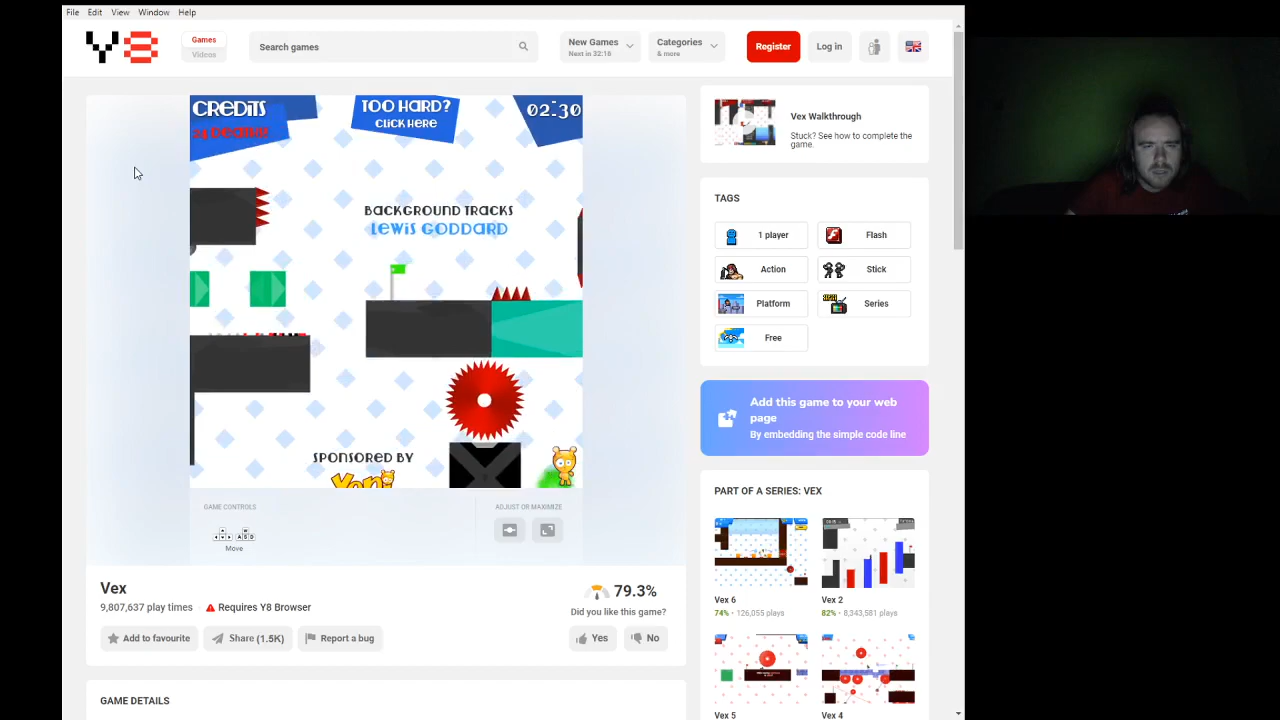 File Edit View Window Help
Y8
Games
Videos
Search games
New Games
Next in 32:16
Categories
& more
Register
Log in
CREDITS
24 DEATHS
TOO HARD?
CLICK HERE
02:30
BACKGROUND TRACKS
LEWIS GODDARD
SPONSORED BY
GAME CONTROLS
W
A S D
Move
ADJUST OR MAXIMIZE
Vex
9,807,637 play times
Requires Y8 Browser
79.3%
Did you like this game?
Add to favourite
Share (1.5K)
Report a bug
Yes
No
GAME DETAILS
Vex Walkthrough
Stuck? See how to complete the
game.
TAGS
1 player
Flash
Action
Stick
Platform
Series
Free
Add this game to your web
page
By embedding the simple code line
PART OF A SERIES: VEX
Vex 6
74% • 126,055 plays
Vex 2
82% • 8,343,581 plays
Vex 5
Vex 4